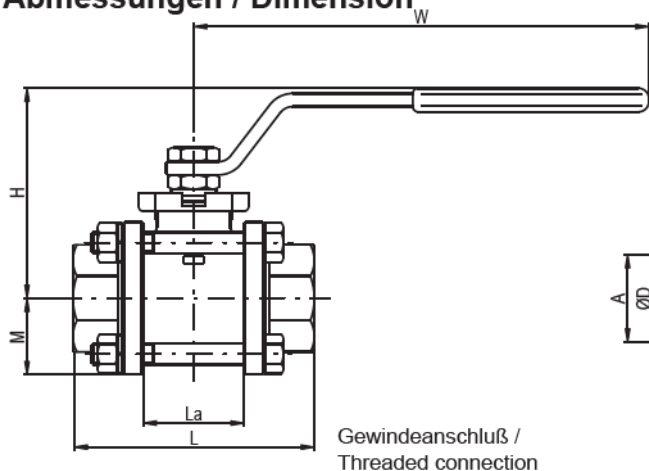 Abmessungen / Dimension
W
H
A
ØD
M
La
L
Gewindeanschluß /
Threaded connection